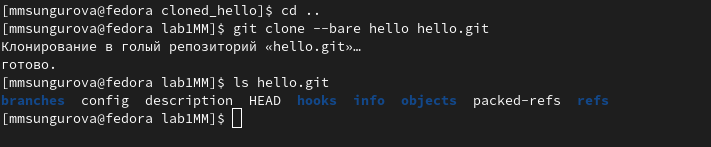 [mmsungurova@fedora cloned_hello]$ cd ..
[mmsungurova@fedora lab1MM]$ git clone --bare hello hello.git
Клонирование в голый репозиторий «hello.git»…
готово.
[mmsungurova@fedora lab1MM]$ ls hello.git
branches config description HEAD hooks info objects packed-refs refs
[mmsungurova@fedora lab1MM]$